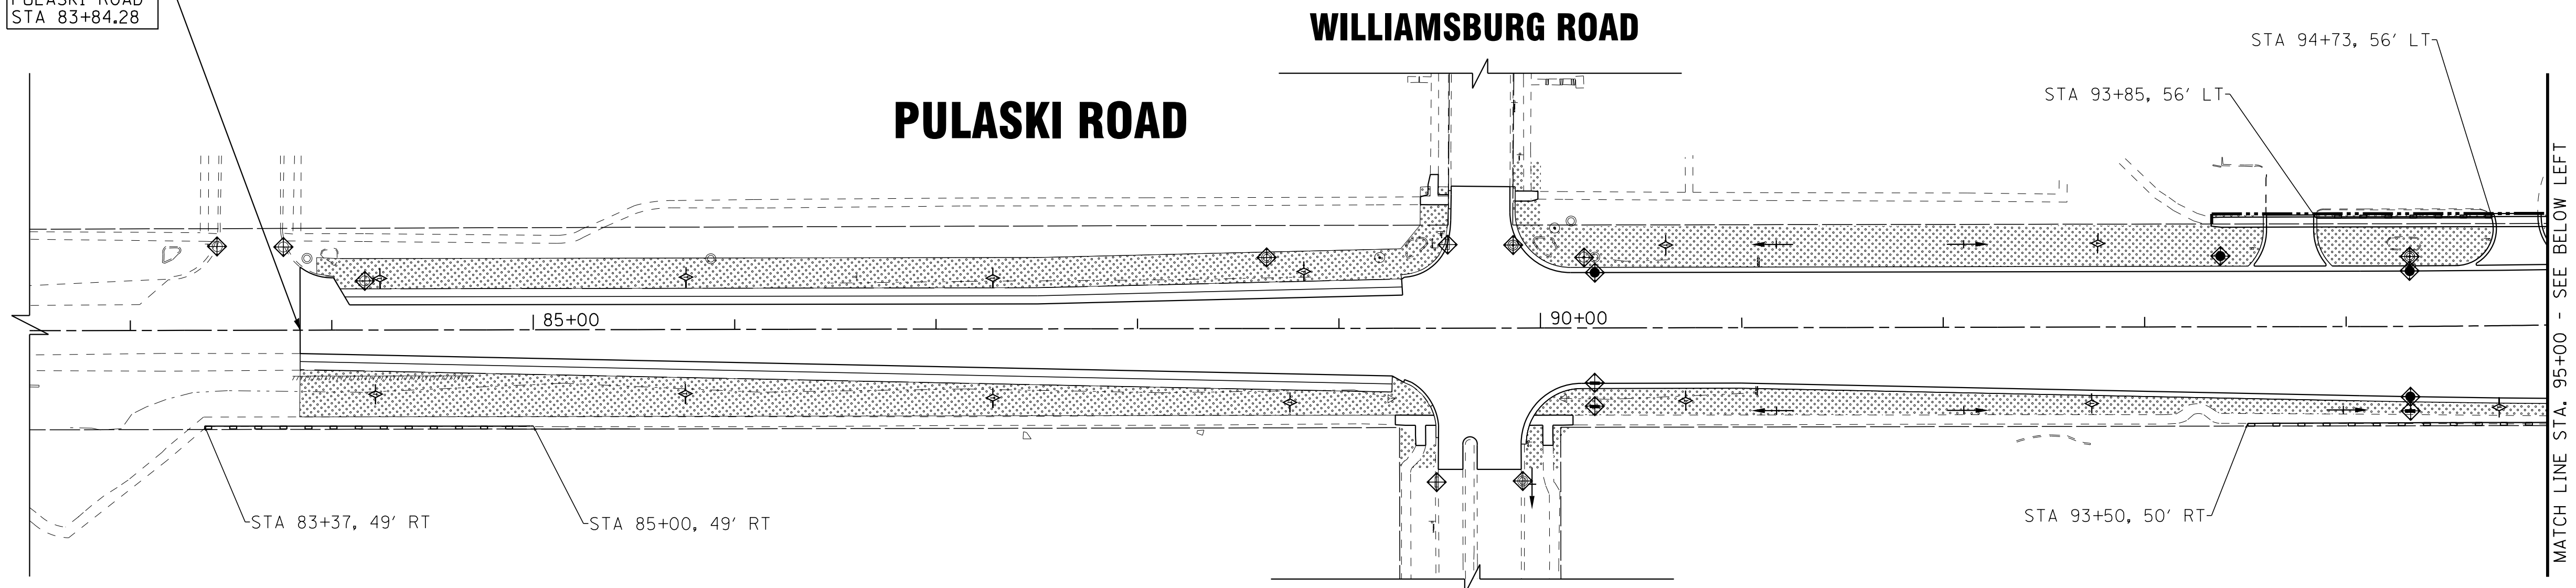 PULASKI ROAD
STA 83+84.28
WILLIAMSBURG ROAD
STA 94+73, 56' LT
STA 93+85, 56' LT
PULASKI ROAD
85+00
90+00
STA 83+37, 49' RT
STA 85+00, 49' RT
STA 93+50, 50' RT
MATCH LINE STA. 95+00 - SEE BELOW LEFT